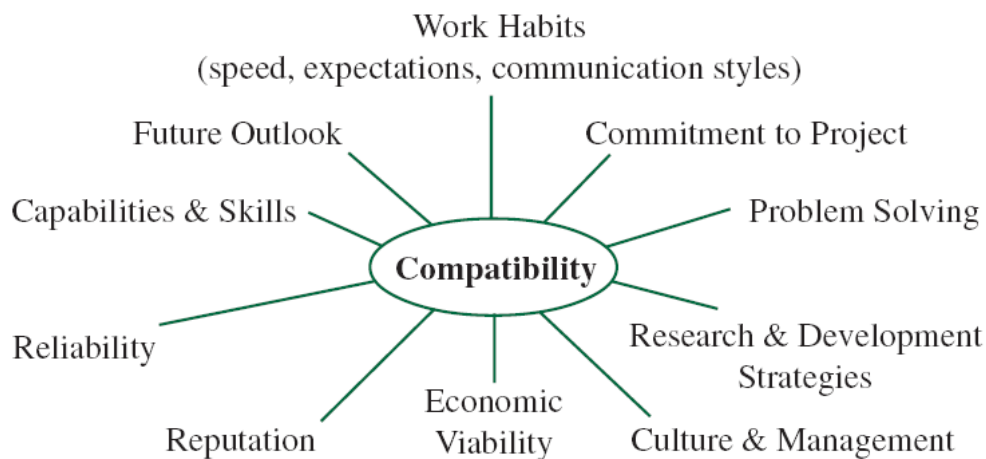 Work Habits
(speed, expectations, communication styles)
Future Outlook
Commitment to Project
Capabilities & Skills
Problem Solving
Compatibility
Reliability
Research & Development
Strategies
Economic
Viability
Reputation
Culture & Management